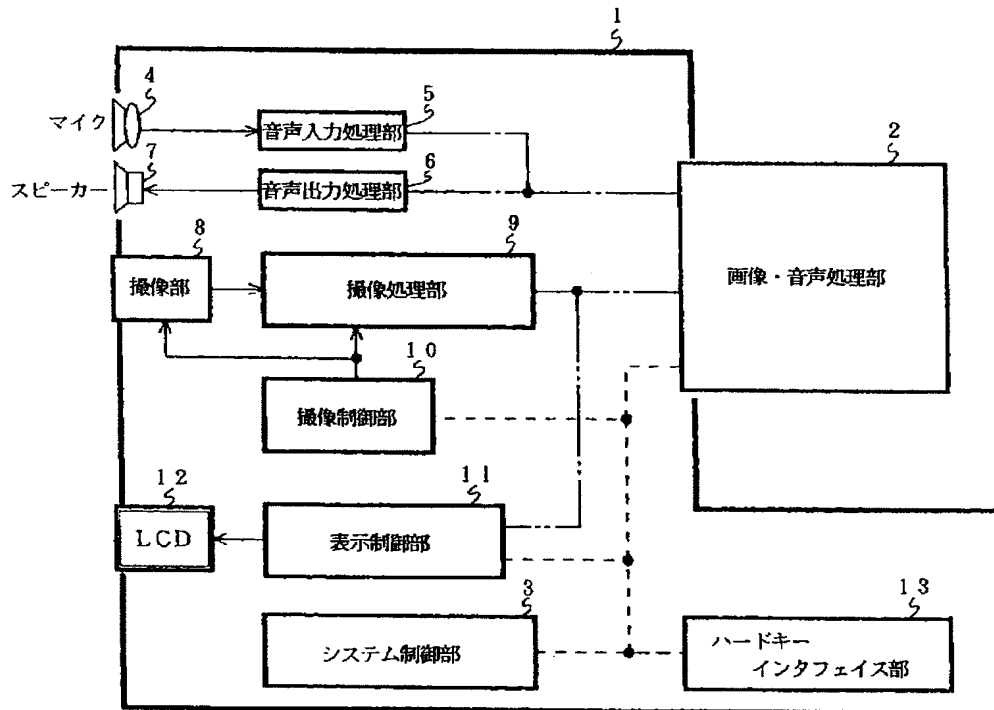 1
4
マイク
5
音声入力処理部
2
7
スピーカー
6
音声出力処理部
8
撮像部
9
撮像処理部
画像・音声処理部
10
撮像制御部
12
LCD
11
表示制御部
3
システム制御部
13
ハードキー
インタフェイス部